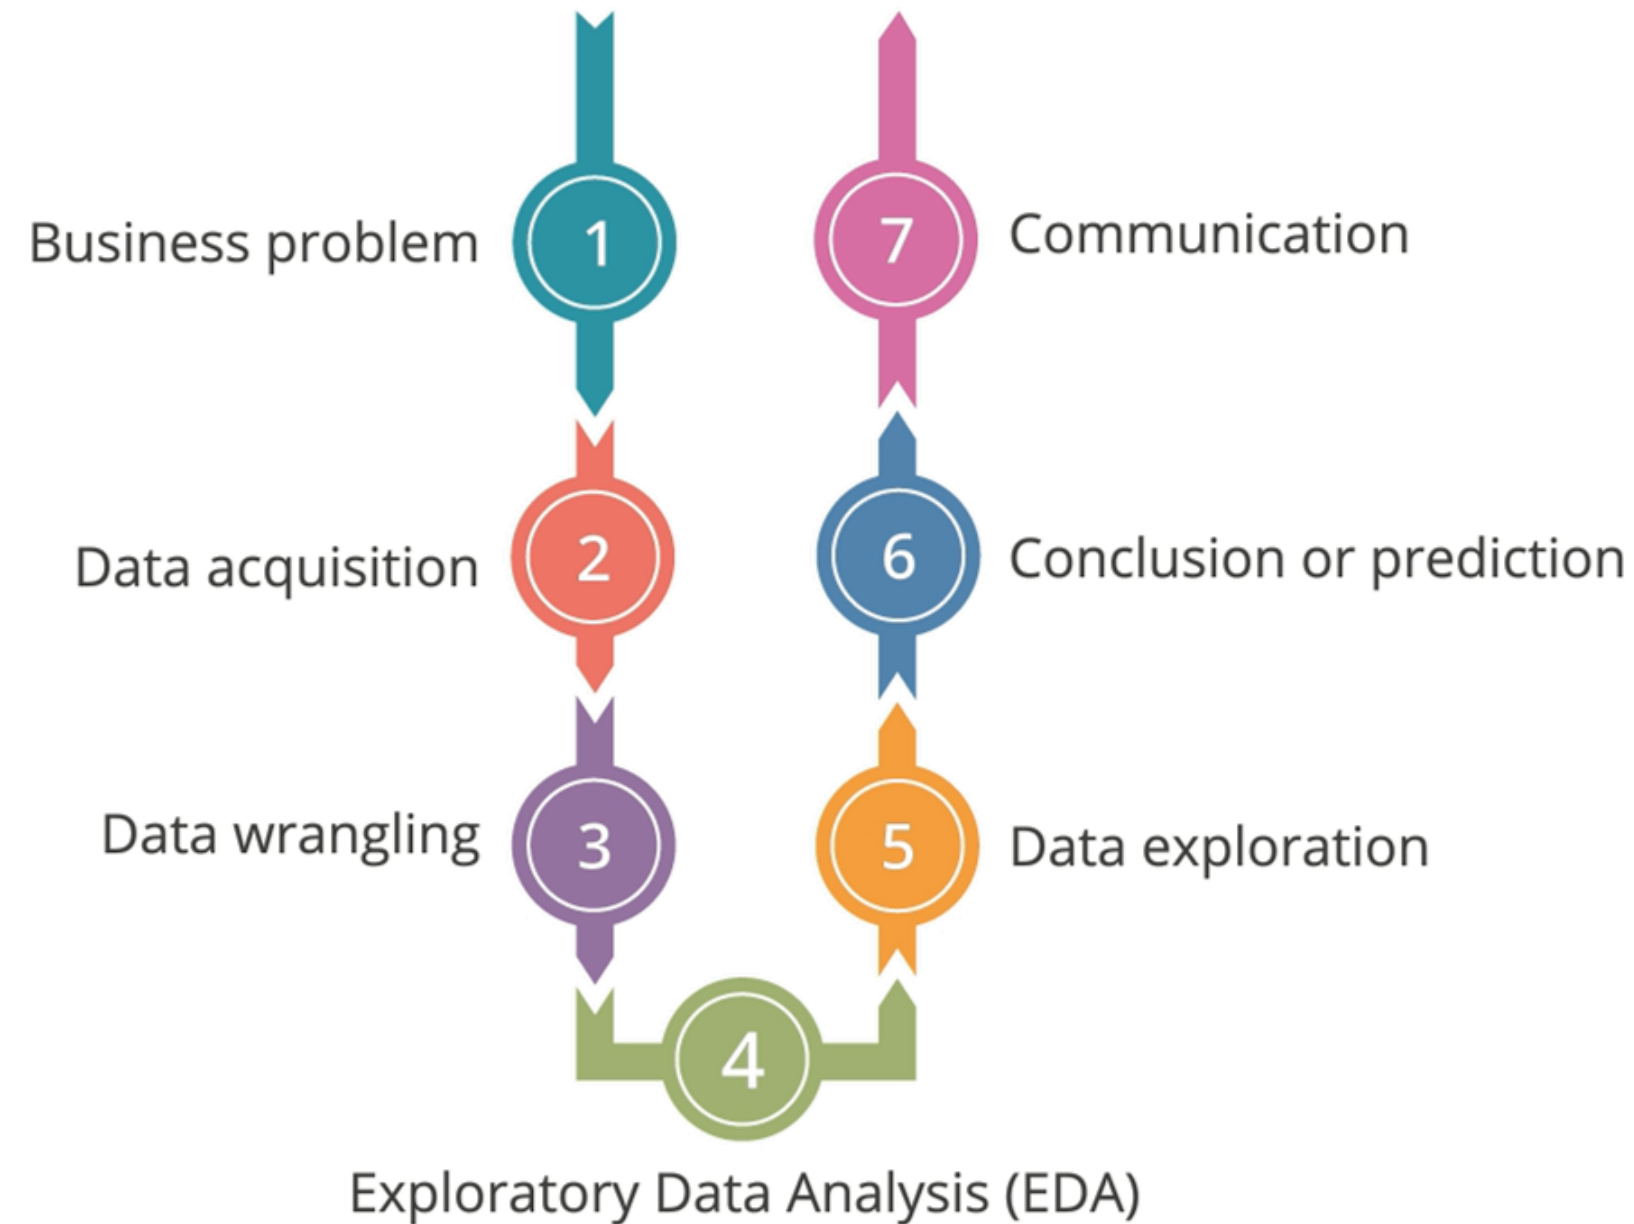 1
Business problem
2
Data acquisition
3
Data wrangling
4
Exploratory Data Analysis (EDA)
5
Data exploration
6
Conclusion or prediction
7
Communication